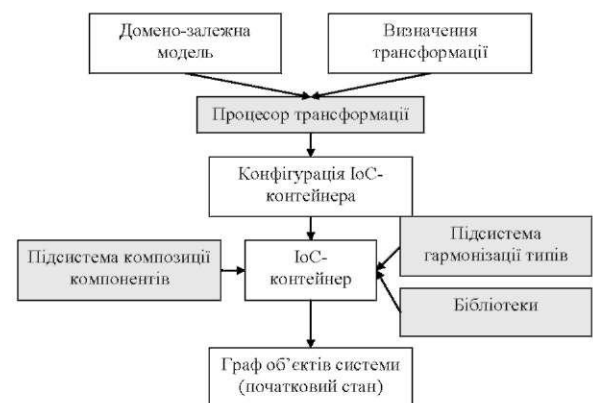 Домено-залежна
модель
Визначення
трансформації
Процесор трансформації
Конфігурація IoC-
контейнера
Підсистема композиції
компонентів
IoC-
контейнер
Підсистема
гармонізації типів
Бібліотеки
Граф об’єктів системи
(початковий стан)